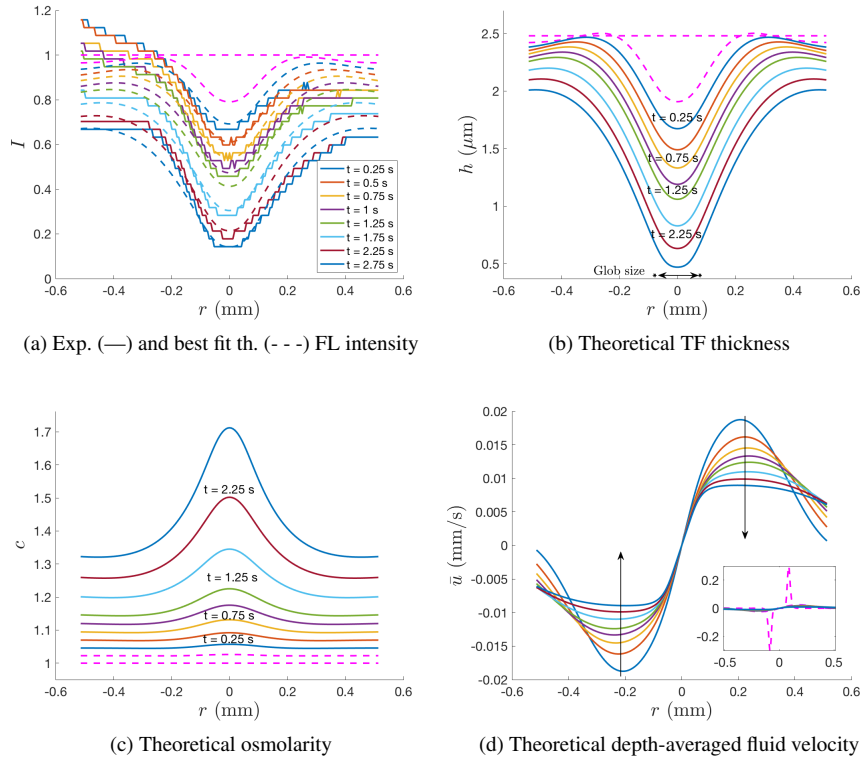 1.2
1
0.8
0.6
0.4
0.2
0
I
-0.6 -0.4 -0.2 0 0.2 0.4 0.6
r (mm)
t = 0.25 s
t = 0.5 s
t = 0.75 s
t = 1 s
t = 1.25 s
t = 1.75 s
t = 2.25 s
t = 2.75 s
(a) Exp. (—) and best fit th. (- - -) FL intensity
2.5
2
1.5
1
0.5
h (μm)
t = 0.25 s
t = 0.75 s
t = 1.25 s
t = 2.25 s
Glob size
-0.6 -0.4 -0.2 0 0.2 0.4 0.6
r (mm)
(b) Theoretical TF thickness
1.7
1.6
1.5
1.4
1.3
1.2
1.1
1
c
t = 2.25 s
t = 1.25 s
t = 0.75 s
t = 0.25 s
-0.6 -0.4 -0.2 0 0.2 0.4 0.6
r (mm)
(c) Theoretical osmolarity
0.02
0.015
0.01
0.005
0
-0.005
-0.01
-0.015
-0.02
ū (mm/s)
0.2
0
-0.2
-0.5 0 0.5
-0.6 -0.4 -0.2 0 0.2 0.4 0.6
r (mm)
(d) Theoretical depth-averaged fluid velocity